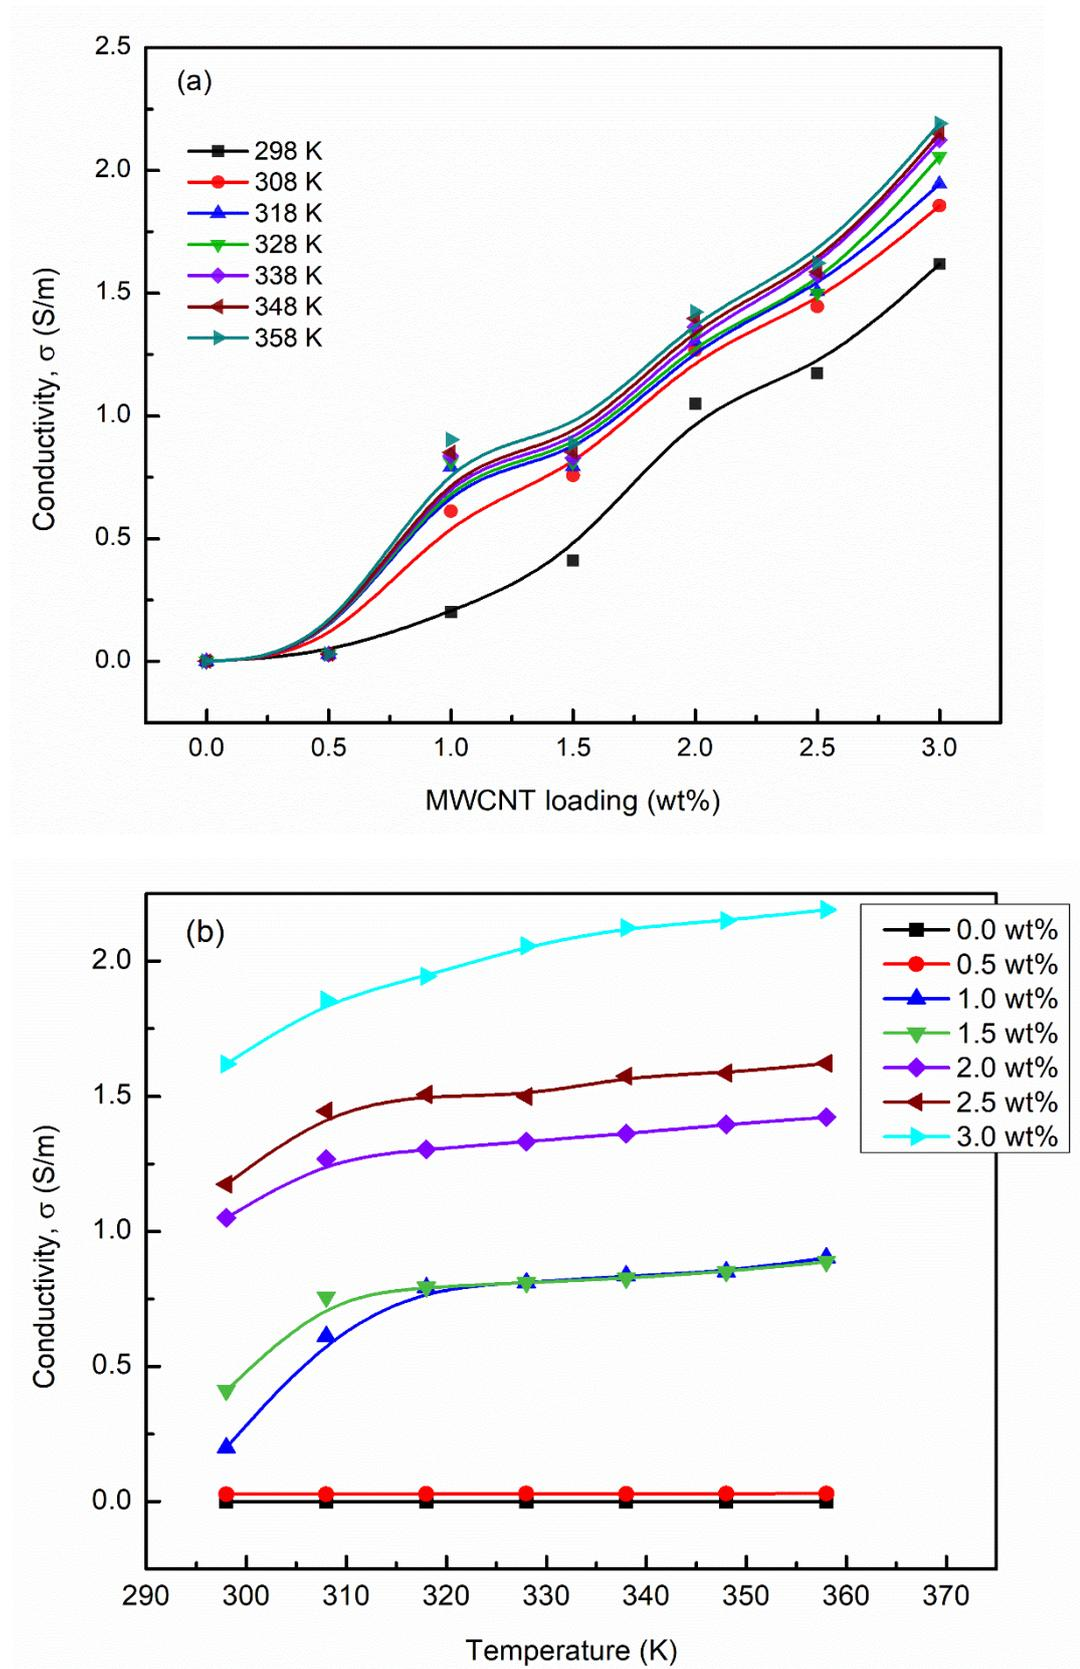 (a)
2.5
2.0
1.5
1.0
0.5
0.0
Conductivity, σ (S/m)
298 K
308 K
318 K
328 K
338 K
348 K
358 K
0.0 0.5 1.0 1.5 2.0 2.5 3.0
MWCNT loading (wt%)
(b)
2.0
1.5
1.0
0.5
0.0
Conductivity, σ (S/m)
0.0 wt%
0.5 wt%
1.0 wt%
1.5 wt%
2.0 wt%
2.5 wt%
3.0 wt%
290 300 310 320 330 340 350 360 370
Temperature (K)